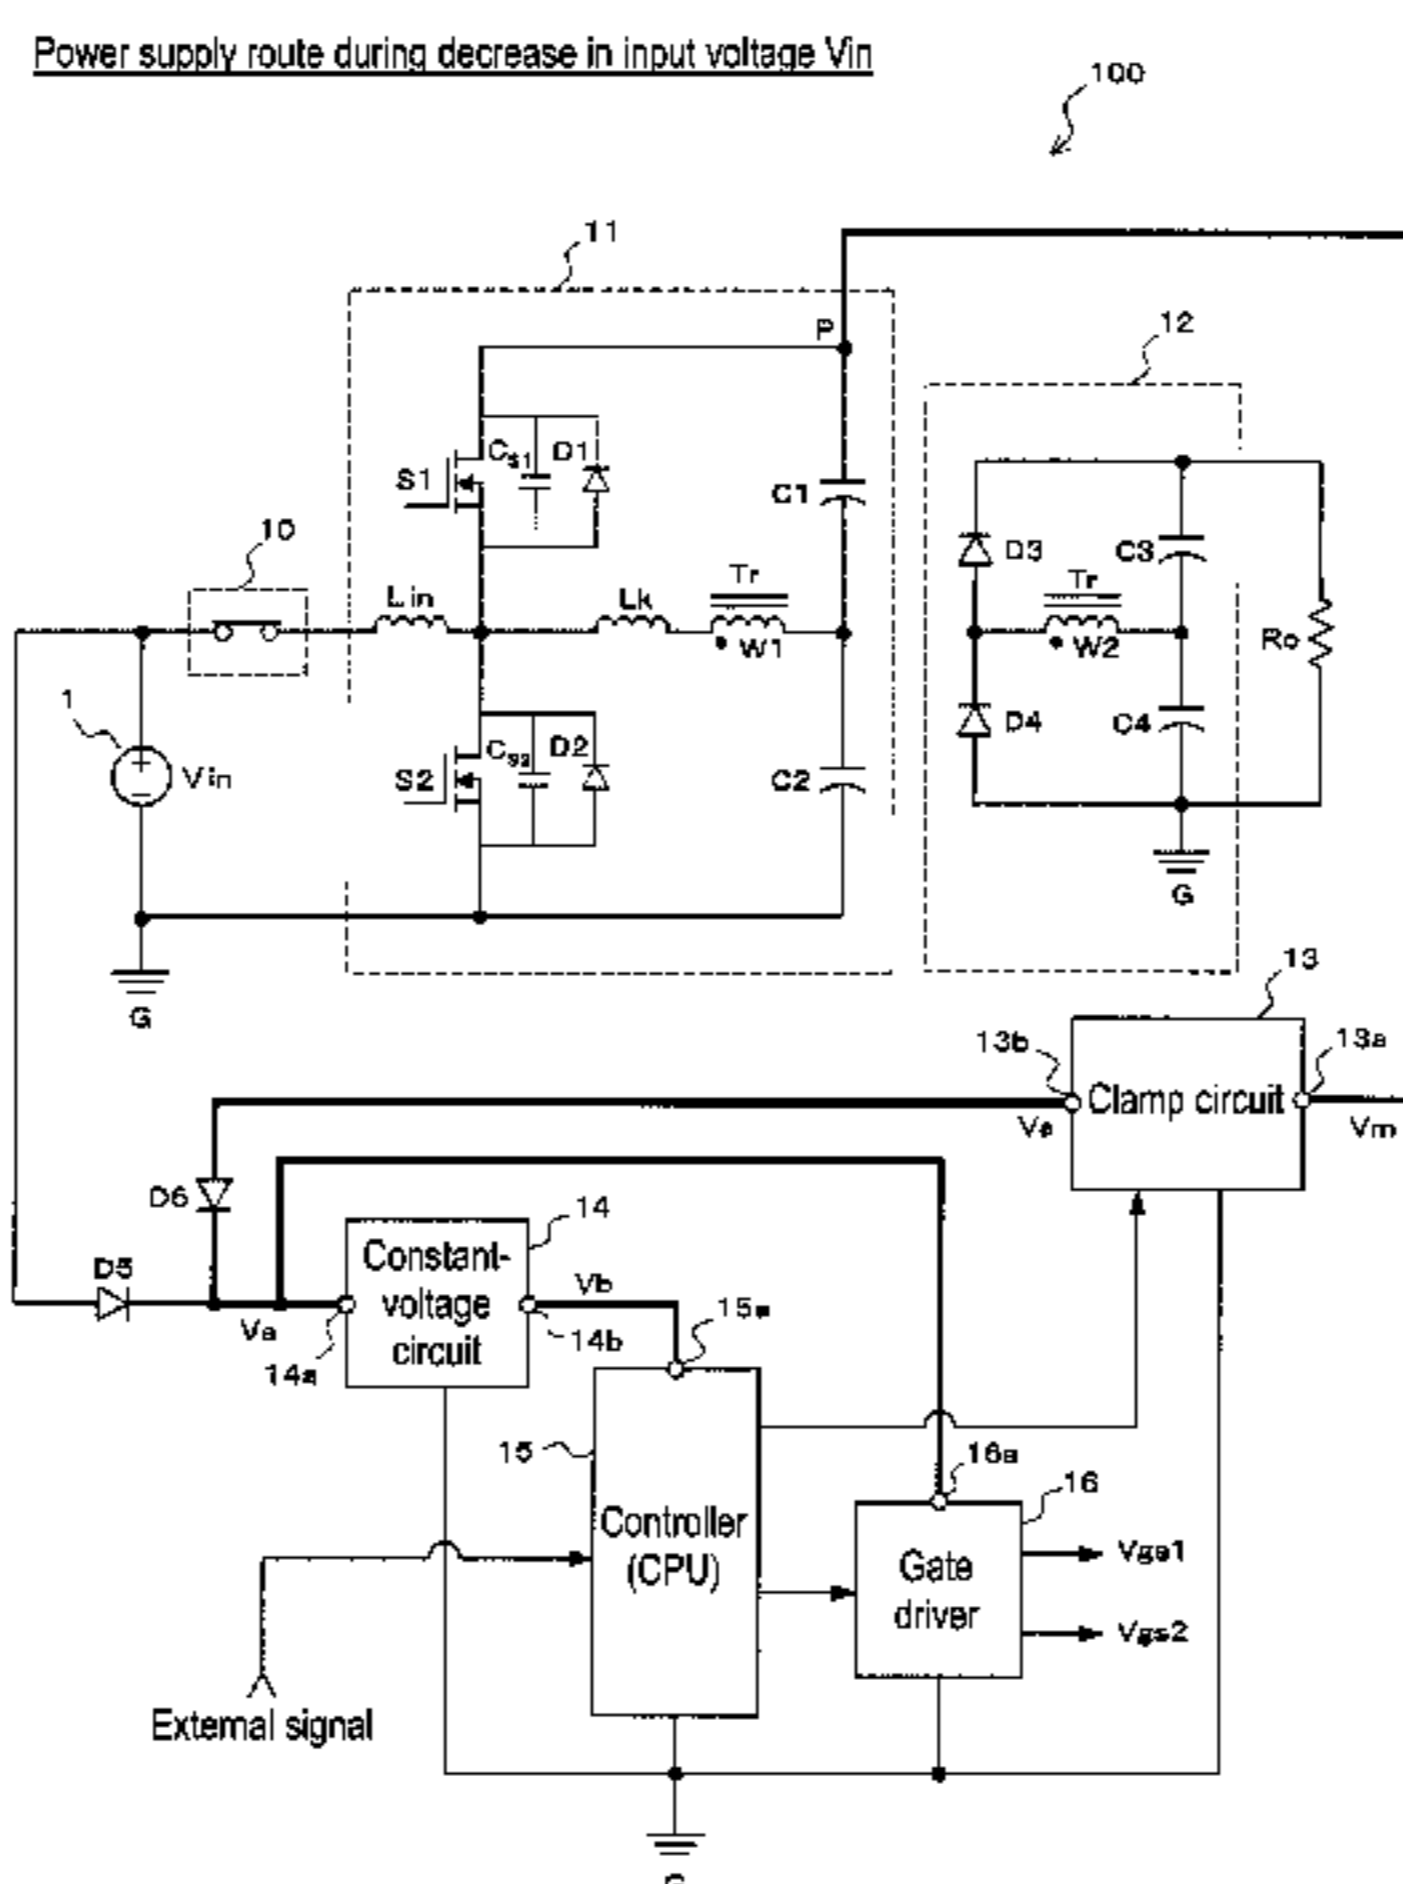 Power supply route during decrease in input voltage Vin
100
11
P
12
S1
Cs1
D1
C1
10
Lin
Lk
Tr
W1
D3
C3
Tr
W2
Ro
1
Vin
S2
Cs2
D2
C2
D4
C4
G
G
13
13b
13a
Clamp circuit
Va
Vm
D6
14
Constant-
voltage
circuit
D5
Va
14a
Vb
14b
15a
15
Controller
(CPU)
16a
16
Gate
driver
Vgs1
Vgs2
External signal